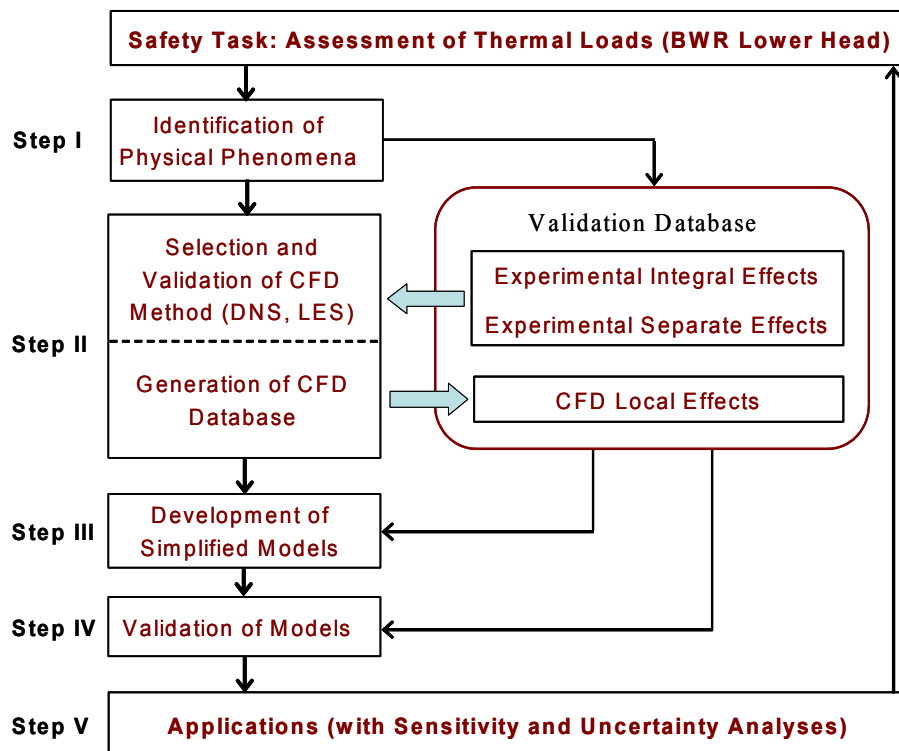 Safety Task: Assessment of Thermal Loads (BWR Lower Head)
Step I
Identification of
Physical Phenomena
Validation Database
Selection and
Validation of CFD
Method (DNS, LES)
Experimental Integral Effects
Experimental Separate Effects
Step II
Generation of CFD
Database
CFD Local Effects
Step III
Development of
Simplified Models
Step IV
Validation of Models
Step V
Applications (with Sensitivity and Uncertainty Analyses)